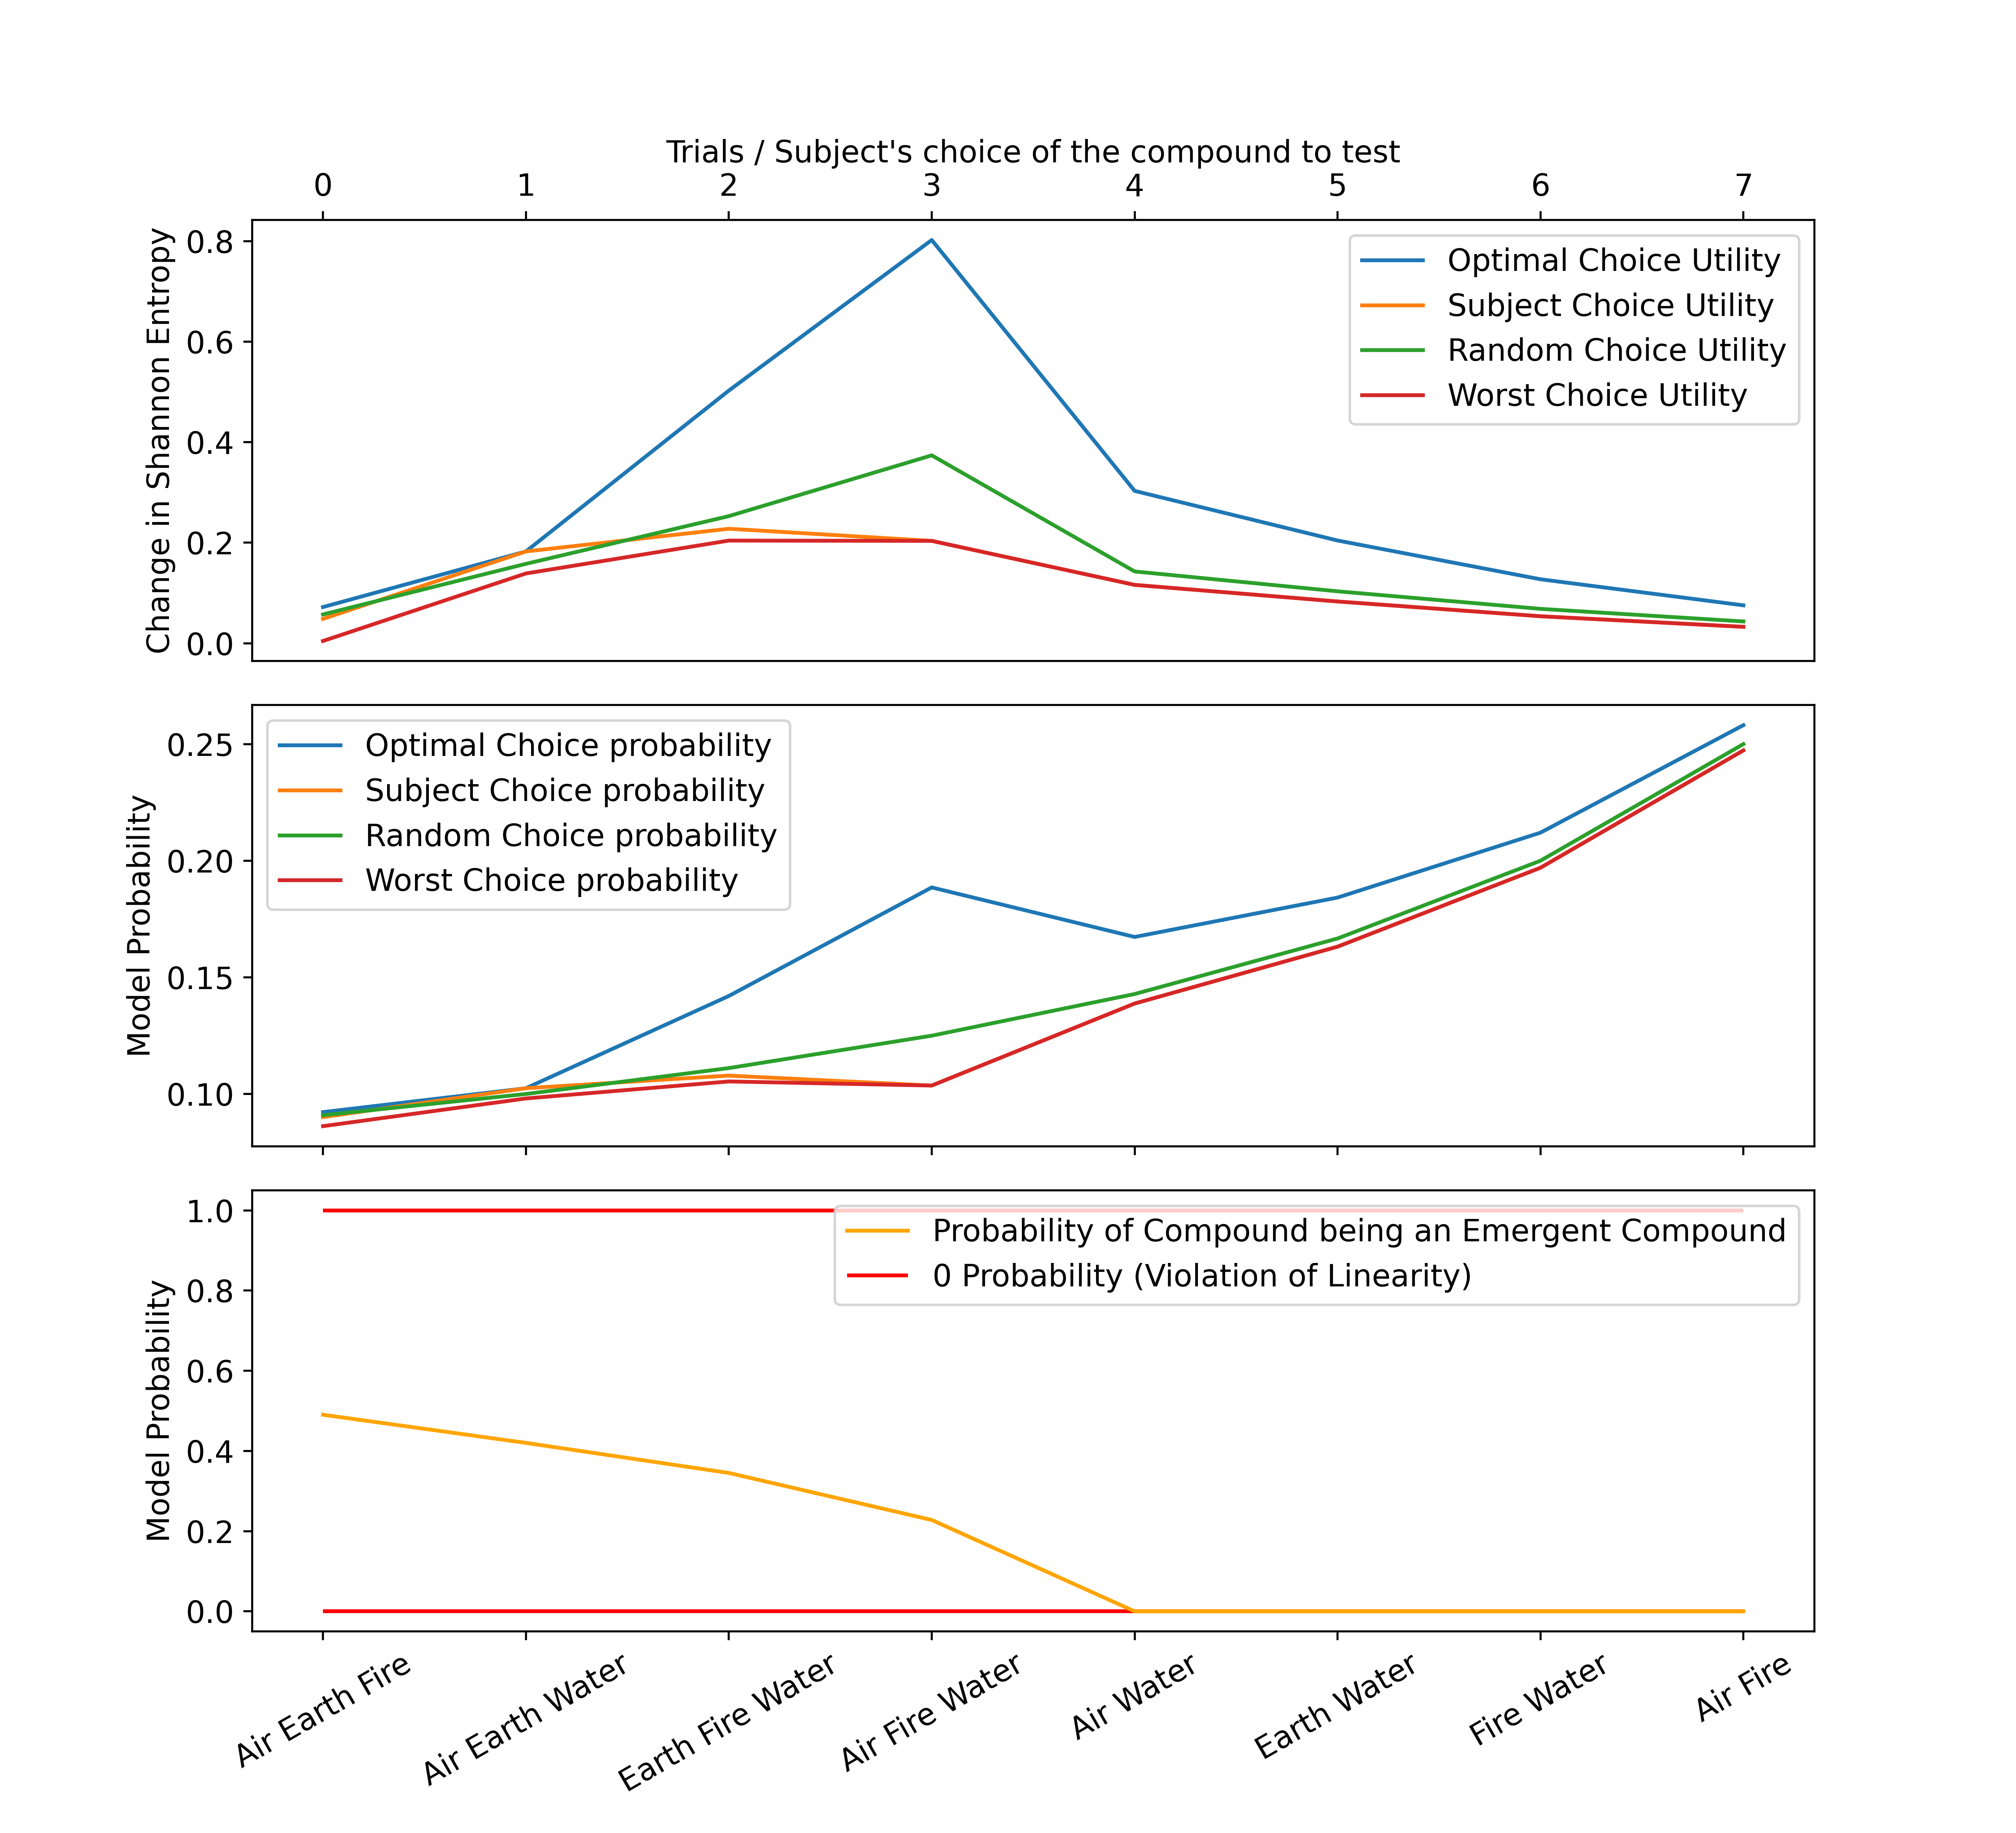 Trials / Subject's choice of the compound to test
0 1 2 3 4 5 6 7
Change in Shannon Entropy
0.8
0.6
0.4
0.2
0.0
Optimal Choice Utility
Subject Choice Utility
Random Choice Utility
Worst Choice Utility
Model Probability
0.25
0.20
0.15
0.10
Optimal Choice probability
Subject Choice probability
Random Choice probability
Worst Choice probability
Model Probability
1.0
0.8
0.6
0.4
0.2
0.0
Probability of Compound being an Emergent Compound
0 Probability (Violation of Linearity)
Air Earth Fire
Air Earth Water
Earth Fire Water
Air Fire Water
Air Water
Earth Water
Fire Water
Air Fire